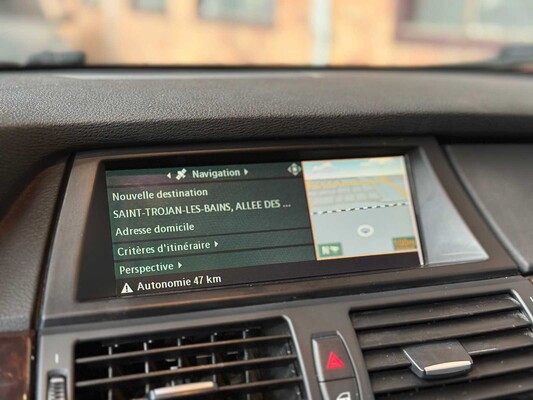 Navigation
Nouvelle destination
SAINT-TROJAN-LES-BAINS, ALLEE DES ...
Adresse domicile
Critères d'itinéraire
Perspective
Autonomie 47 km